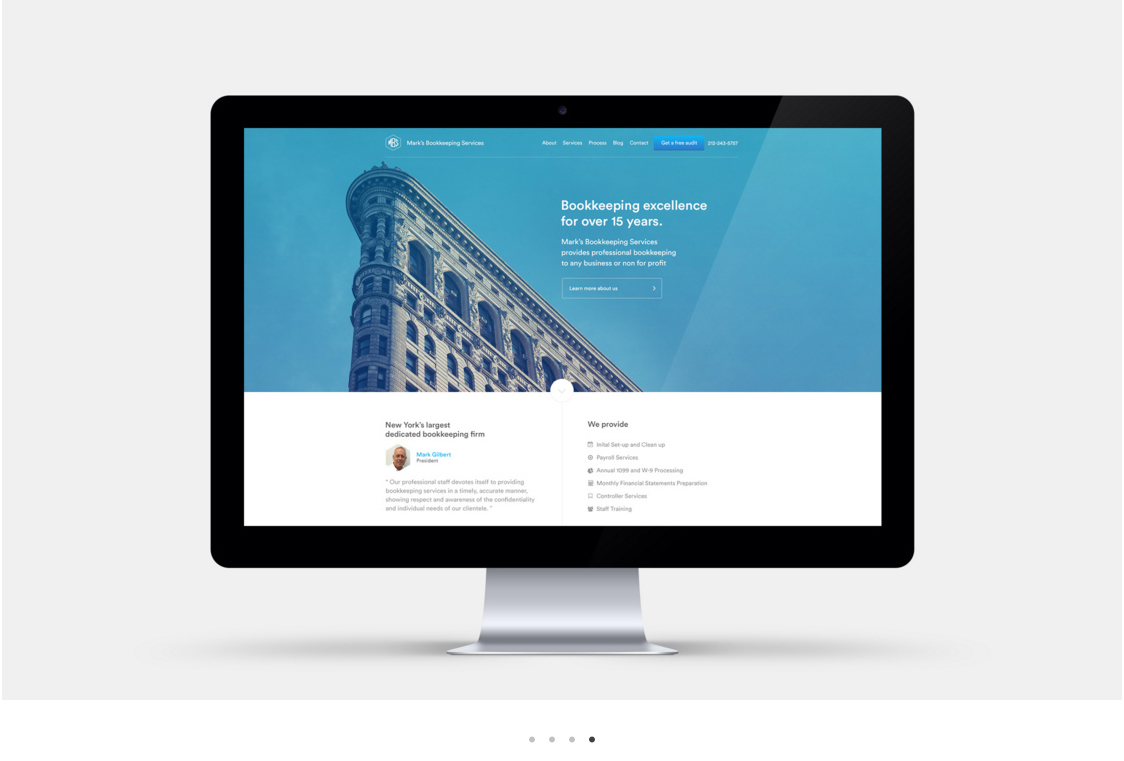 MBS
Mark's Bookkeeping Services
About Services Process Blog Contact Get a free audit 212-243-5757
Bookkeeping excellence
for over 15 years.
Mark's Bookkeeping Services
provides professional bookkeeping
to any business or non for profit
Learn more about us
New York's largest
dedicated bookkeeping firm
Mark Gilbert
President
" Our professional staff devotes itself to providing
bookkeeping services in a timely, accurate manner,
showing respect and awareness of the confidentiality
and individual needs of our clientele. "
We provide
Inital Set-up and Clean up
Payroll Services
Annual 1099 and W-9 Processing
Monthly Financial Statements Preparation
Controller Services
Staff Training